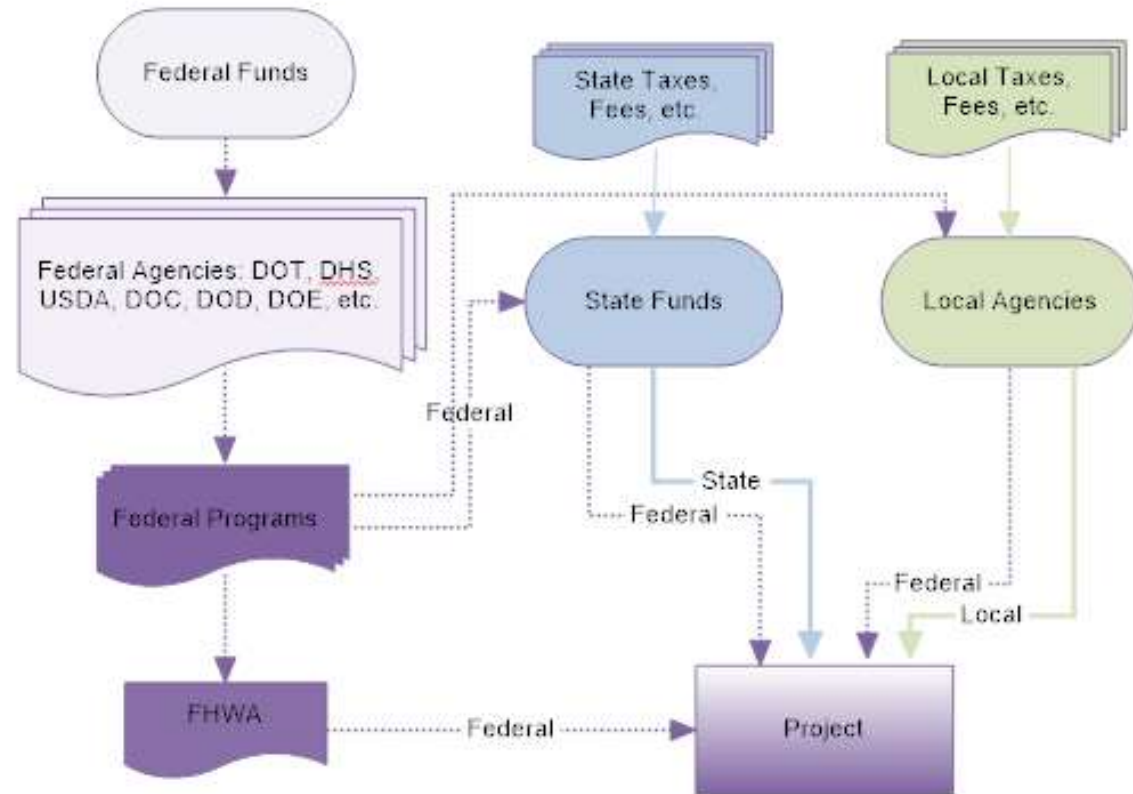 Federal Funds
State Taxes,
Fees, etc.
Local Taxes,
Fees, etc.
Federal Agencies: DOT, DHS,
USDA, DOC, DOD, DOE, etc.
State Funds
Local Agencies
Federal
State
Federal
Federal Programs
Federal
Local
FHWA
Federal
Project